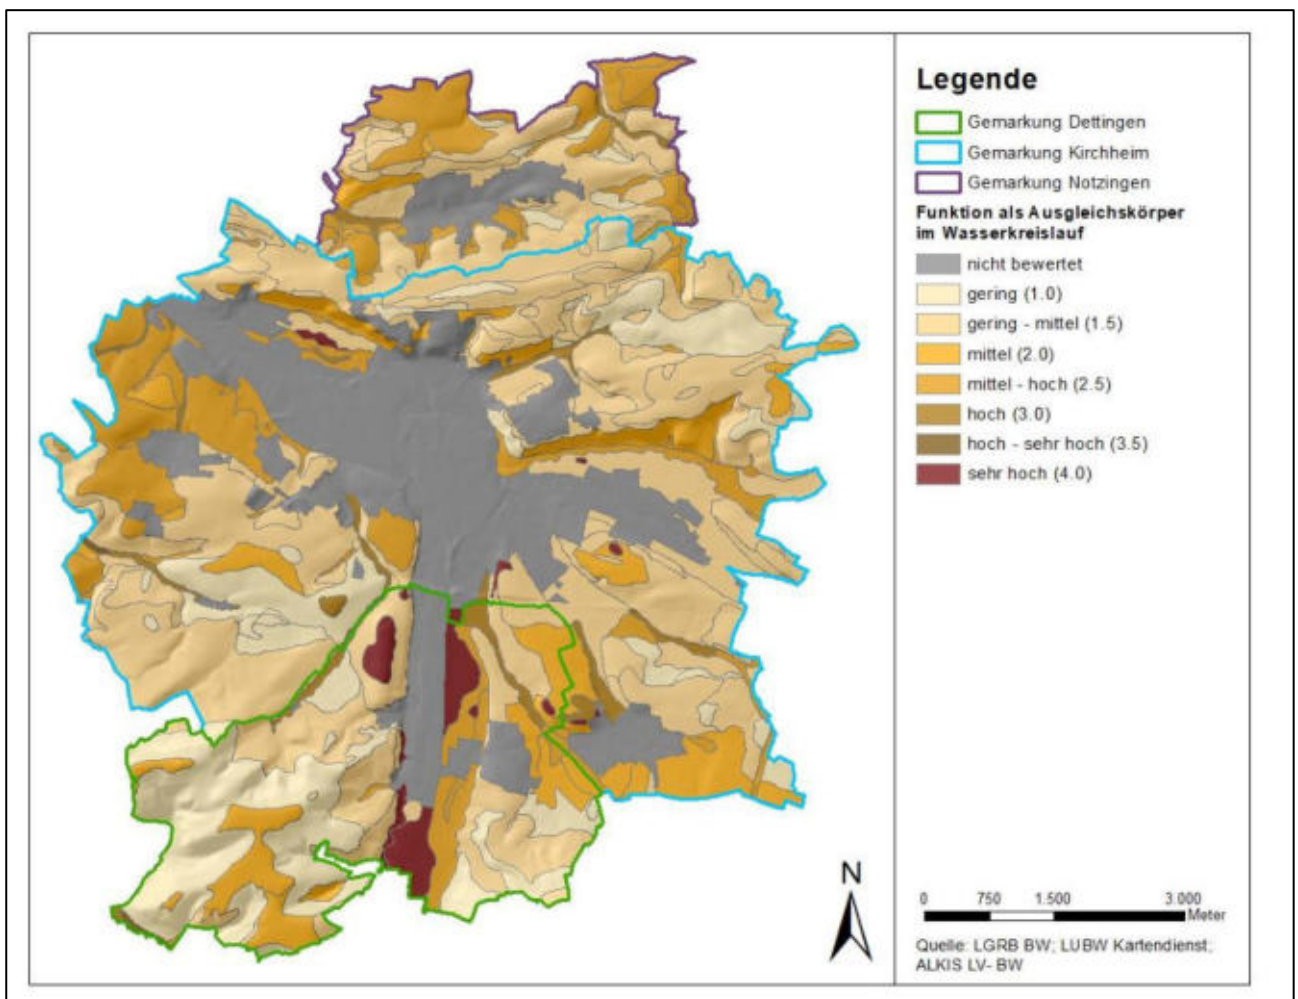 Legende
Gemarkung Dettingen
Gemarkung Kirchheim
Gemarkung Notzingen
Funktion als Ausgleichskörper
im Wasserkreislauf
nicht bewertet
gering (1.0)
gering - mittel (1.5)
mittel (2.0)
mittel - hoch (2.5)
hoch (3.0)
hoch - sehr hoch (3.5)
sehr hoch (4.0)
N
0 750 1.500 3.000
Meter
Quelle: LGRB BW; LUBW Kartendienst;
ALKIS LV- BW